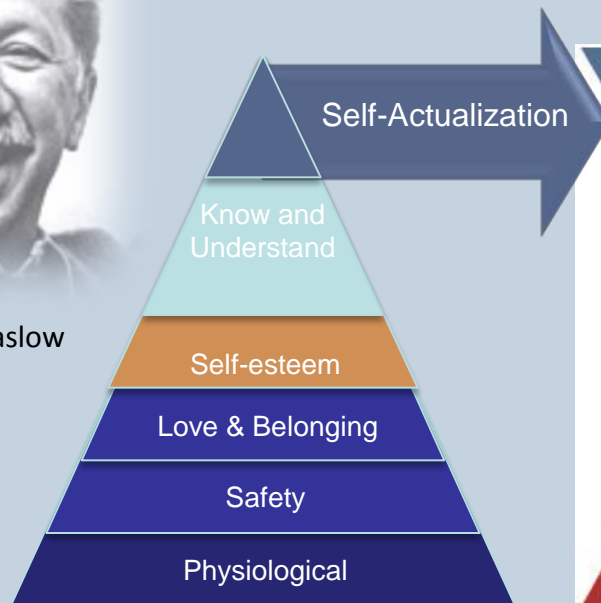 Self-Actualization
Know and
Understand
aslow
Self-esteem
Love & Belonging
Safety
Physiological